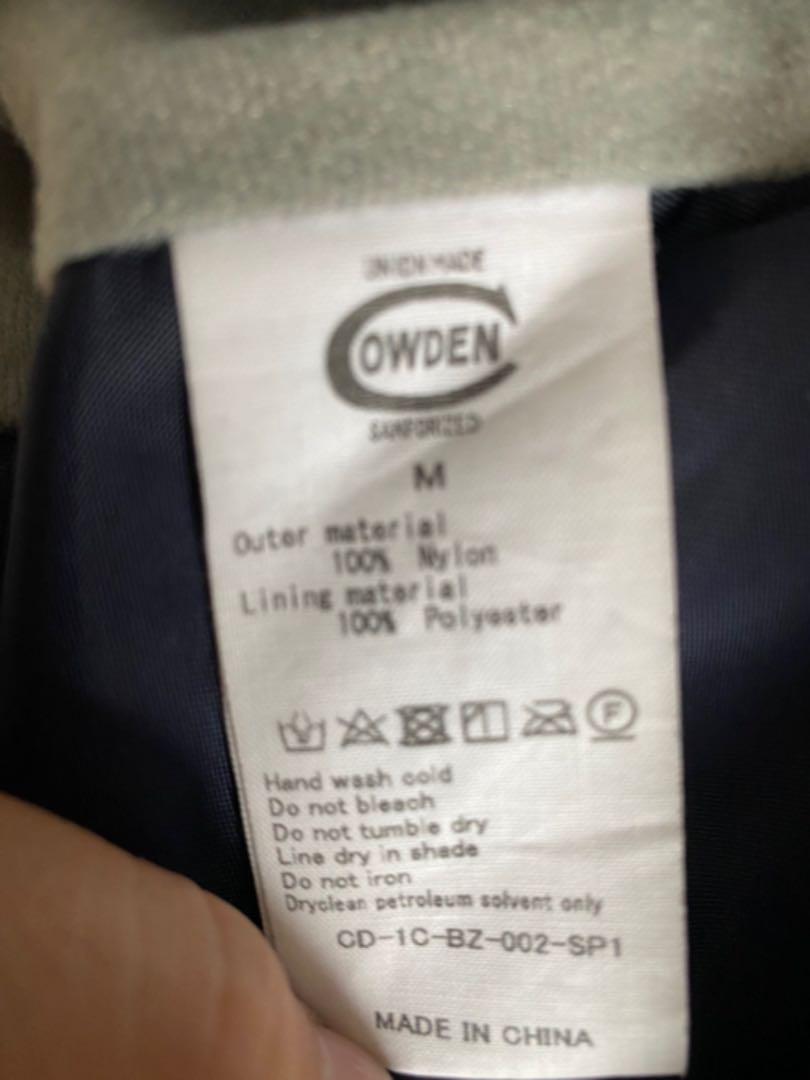 UNION MADE
COWDEN
SANFORIZED
M
Outer material
100% Nylon
Lining material
100% Polyester
F
Hand wash cold
Do not bleach
Do not tumble dry
Line dry in shade
Do not iron
Dryclean petroleum solvent only
CD-1C-BZ-002-SP1
MADE IN CHINA